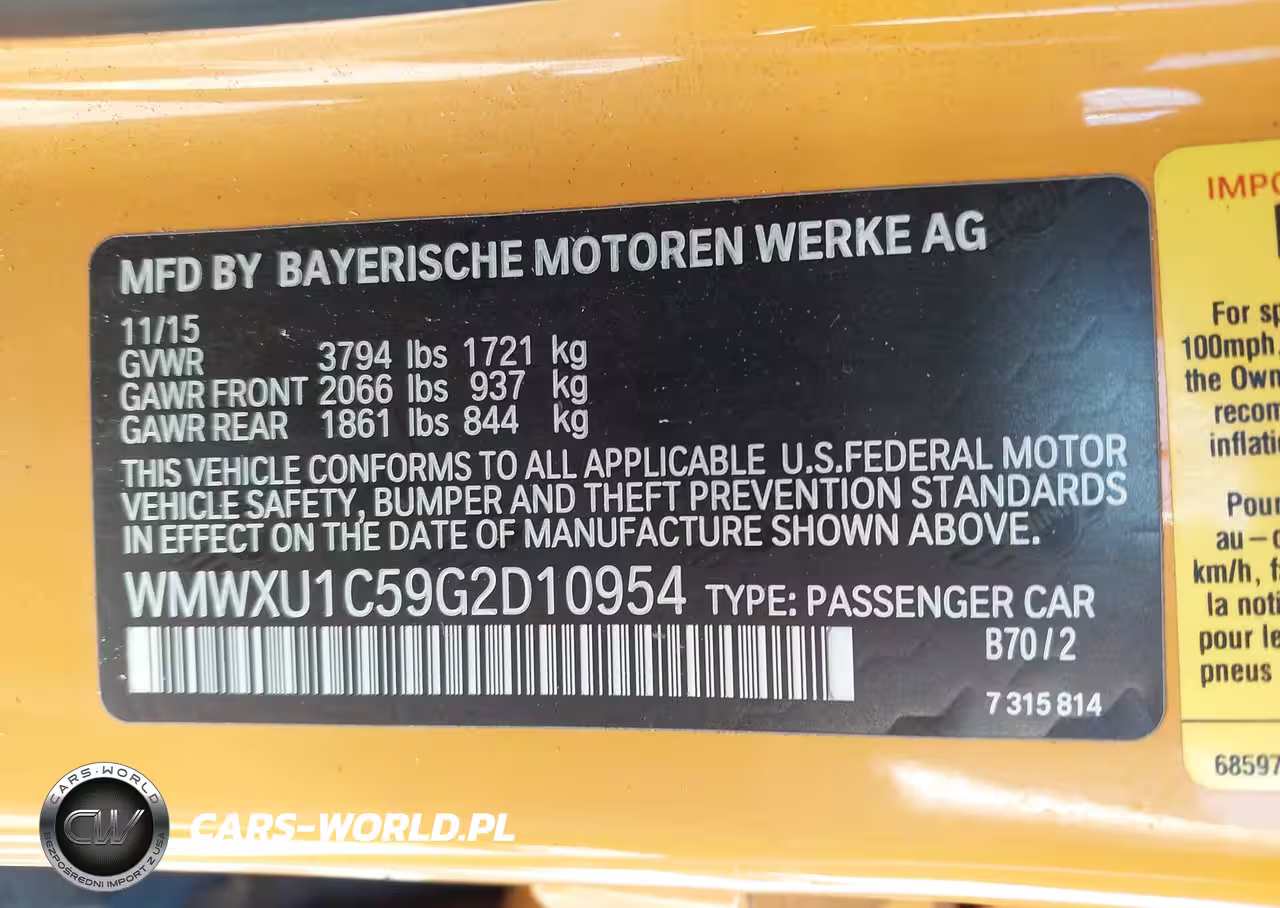 MFD BY BAYERISCHE MOTOREN WERKE AG
11/15
GVWR 3794 lbs 1721 kg
GAWR FRONT 2066 lbs 937 kg
GAWR REAR 1861 lbs 844 kg
THIS VEHICLE CONFORMS TO ALL APPLICABLE U.S.FEDERAL MOTOR
VEHICLE SAFETY, BUMPER AND THEFT PREVENTION STANDARDS
IN EFFECT ON THE DATE OF MANUFACTURE SHOWN ABOVE.
WMWXU1C59G2D10954 TYPE: PASSENGER CAR
B70/2
7 315 814
IMPO
For sp
100mph,
the Own
recom
inflati
Pour
au-d
km/h, f
la noti
pour le
pneus
68597
CARS-WORLD
CW
BEZPOŚREDNI IMPORT Z USA
CARS-WORLD.PL